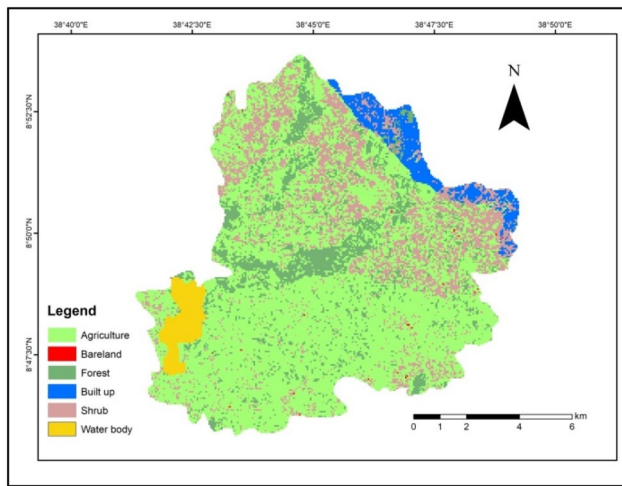 38°40'0"E 38°42'30"E 38°45'0"E 38°47'30"E 38°50'0"E
N
8°52'30"N
8°50'0"N
8°47'30"N
Legend
Agriculture
Bareland
Forest
Built up
Shrub
Water body
km
0 1 2 4 6